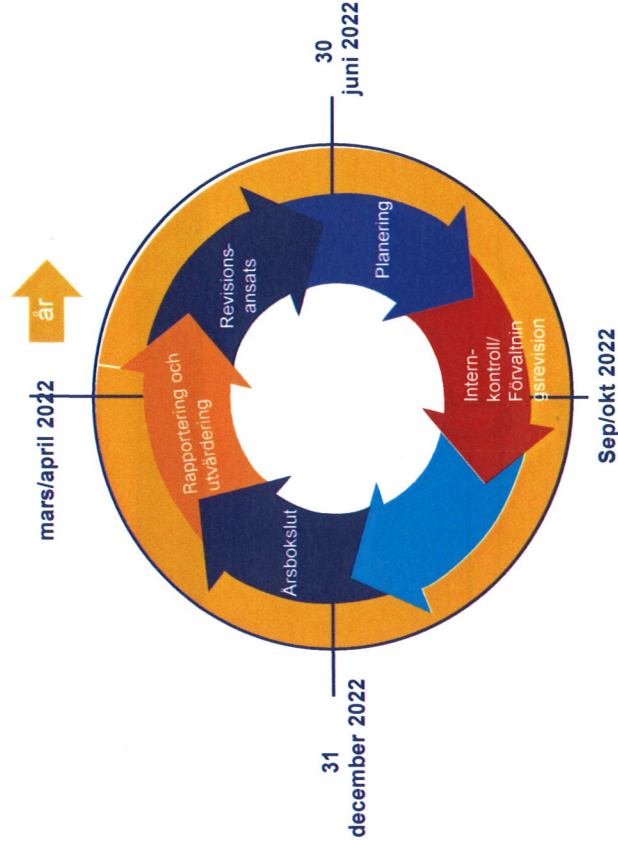 år
mars/april 2022
Revisions-
ansats
30
juni 2022
Planering
Intern-
kontroll/
Förvaltnin
gsrevision
Sep/okt 2022
Årsbokslut
31
december 2022
Rapportering och
utvärdering